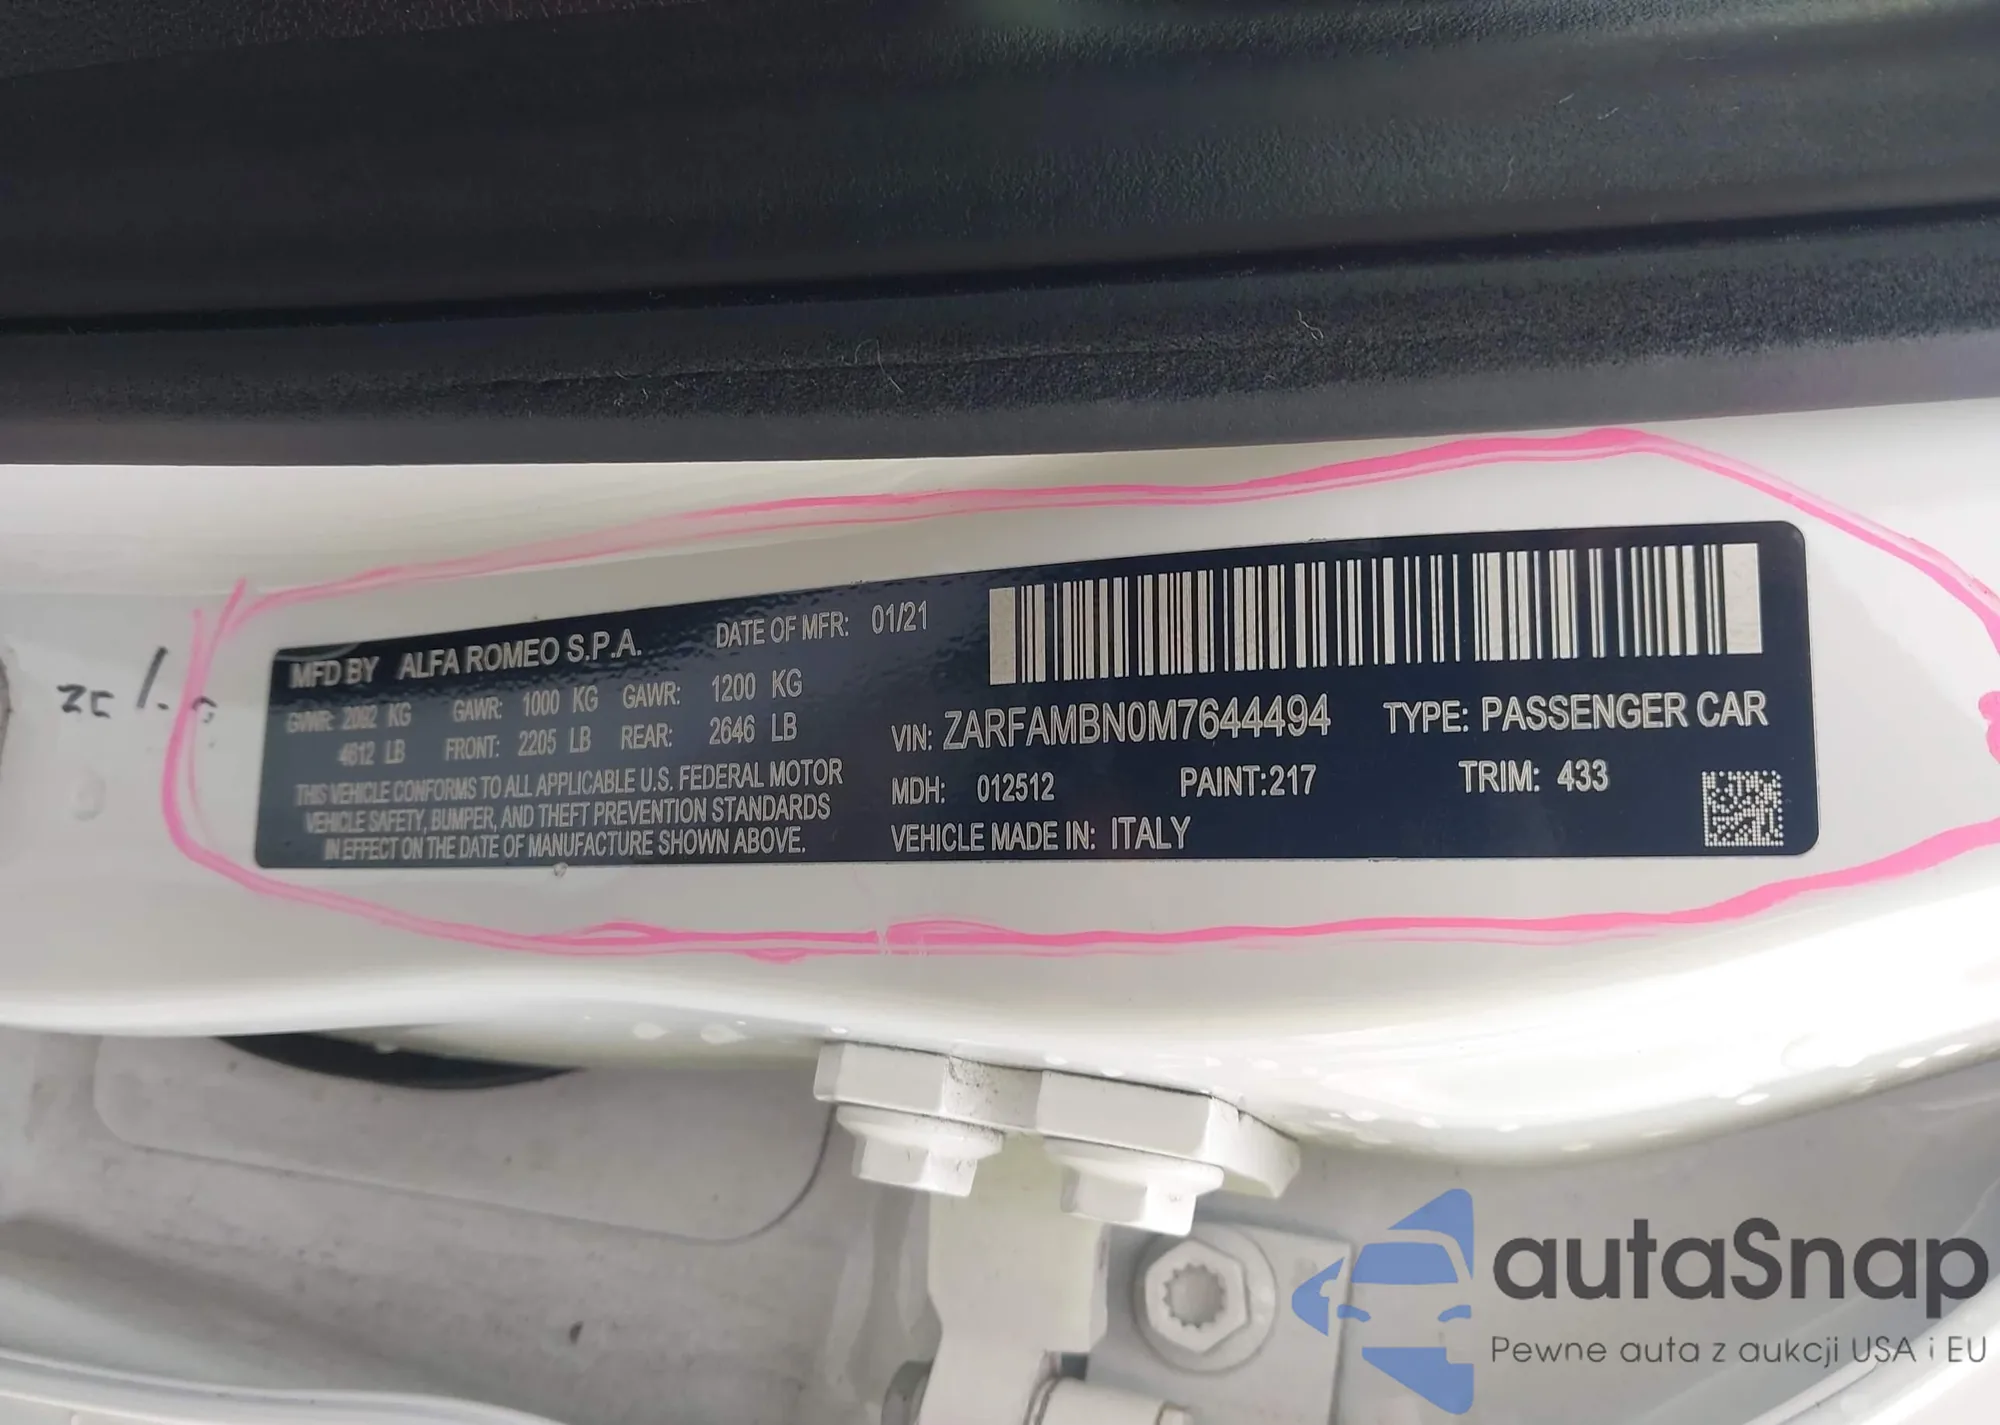 MFD BY ALFA ROMEO S.P.A. DATE OF MFR: 01/21
GVWR: 2092 KG GAWR: 1000 KG GAWR: 1200 KG
4612 LB FRONT: 2205 LB REAR: 2646 LB
THIS VEHICLE CONFORMS TO ALL APPLICABLE U.S. FEDERAL MOTOR
VEHICLE SAFETY, BUMPER, AND THEFT PREVENTION STANDARDS
IN EFFECT ON THE DATE OF MANUFACTURE SHOWN ABOVE.
VIN: ZARFAMBN0M7644494 TYPE: PASSENGER CAR
MDH: 012512 PAINT:217 TRIM: 433
VEHICLE MADE IN: ITALY
autaSnap
Pewne auta z aukcji USA i EU